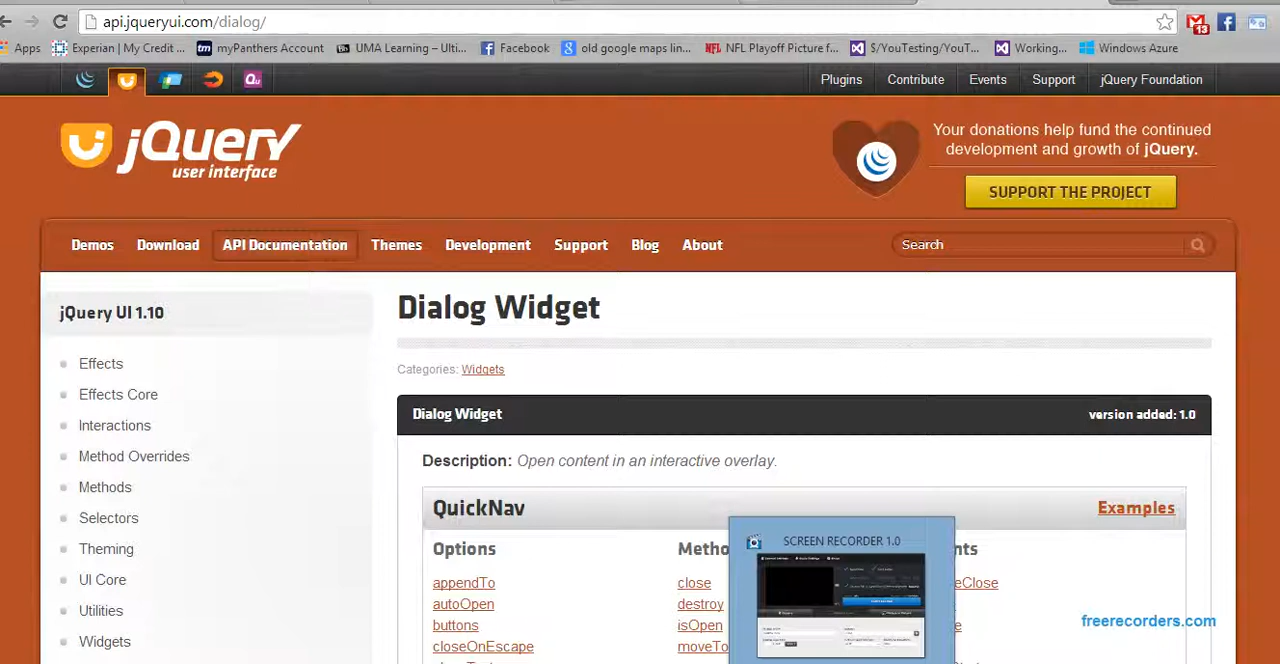 api.jqueryui.com/dialog/
13
Apps Experian | My Credit ... myPanthers Account UMA Learning – Ulti... Facebook old google maps lin... NFL Playoff Picture f... $/YouTesting/YouT... Working... Windows Azure
Plugins Contribute Events Support jQuery Foundation
jQuery
user interface
Your donations help fund the continued
development and growth of jQuery.
SUPPORT THE PROJECT
Demos Download API Documentation Themes Development Support Blog About Search
jQuery UI 1.10
Effects
Effects Core
Interactions
Method Overrides
Methods
Selectors
Theming
UI Core
Utilities
Widgets
Dialog Widget
Categories: Widgets
Dialog Widget version added: 1.0
Description: Open content in an interactive overlay.
QuickNav Examples
Options
appendTo
autoOpen
buttons
closeOnEscape
Metho
close
destroy
isOpen
moveTo
nts
eClose
SCREEN RECORDER 1.0
freerecorders.com